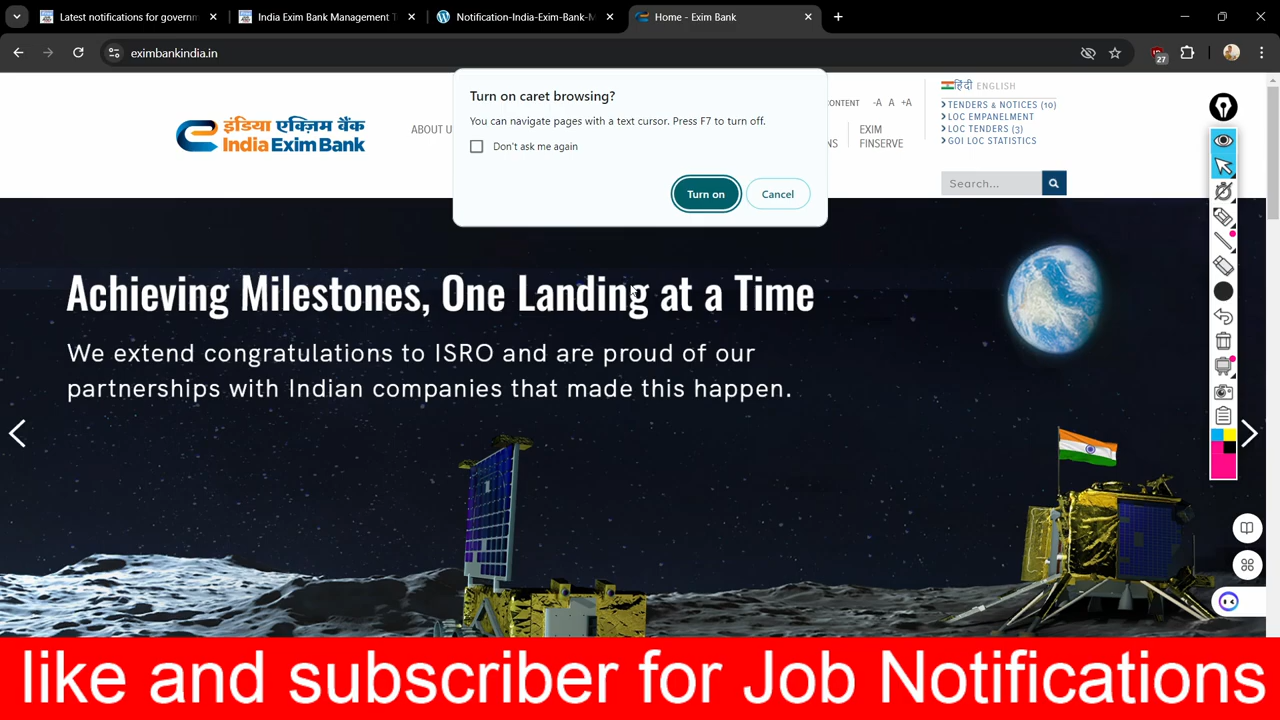 Latest notifications for governm
India Exim Bank Management T
Notification-India-Exim-Bank-M
Home - Exim Bank
eximbankindia.in
27
Turn on caret browsing?
You can navigate pages with a text cursor. Press F7 to turn off.
Don't ask me again
Turn on
Cancel
ONTENT -A A +A
हिंदी ENGLISH
TENDERS & NOTICES (10)
LOC EMPANELMENT
LOC TENDERS (3)
GOI LOC STATISTICS
इंडिया एक्ज़िम बैंक
India Exim Bank
ABOUT U
NS
EXIM
FINSERVE
Search...
Achieving Milestones, One Landing at a Time
We extend congratulations to ISRO and are proud of our
partnerships with Indian companies that made this happen.
like and subscriber for Job Notifications